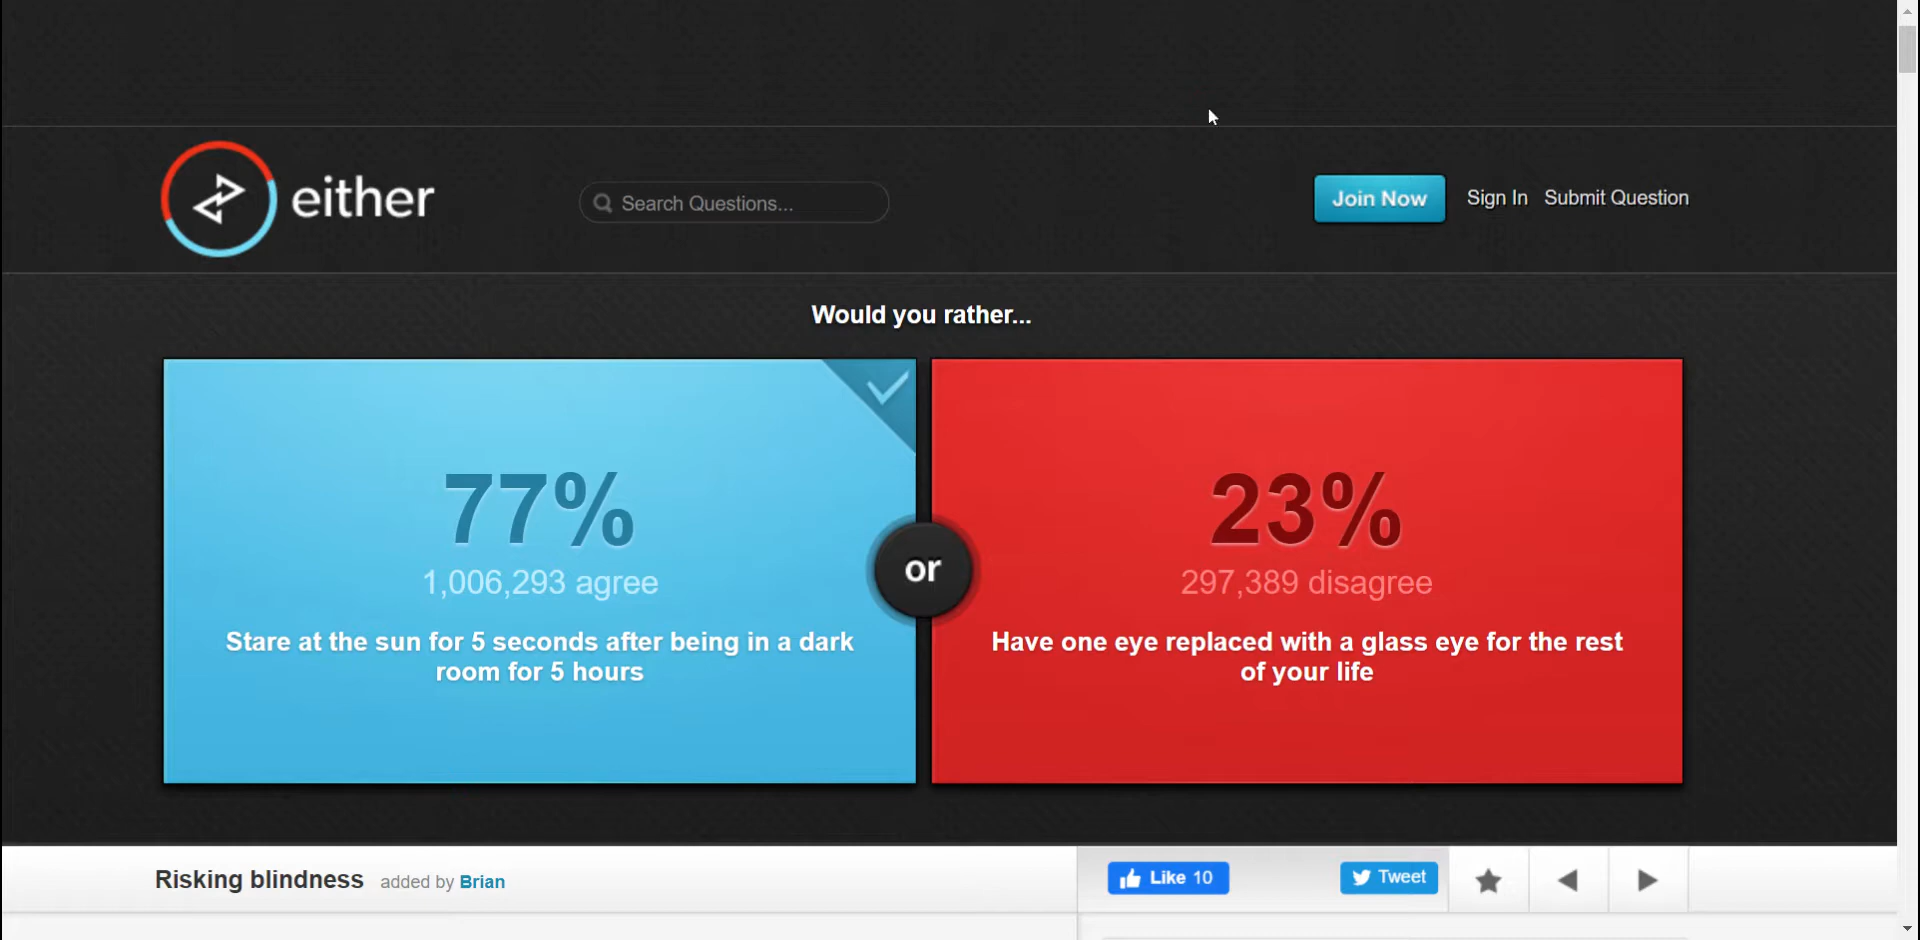 either
Search Questions...
Join Now
Sign In
Submit Question
Would you rather...
77%
1,006,293 agree
Stare at the sun for 5 seconds after being in a dark
room for 5 hours
or
23%
297,389 disagree
Have one eye replaced with a glass eye for the rest
of your life
Risking blindness added by Brian
Like 10
Tweet